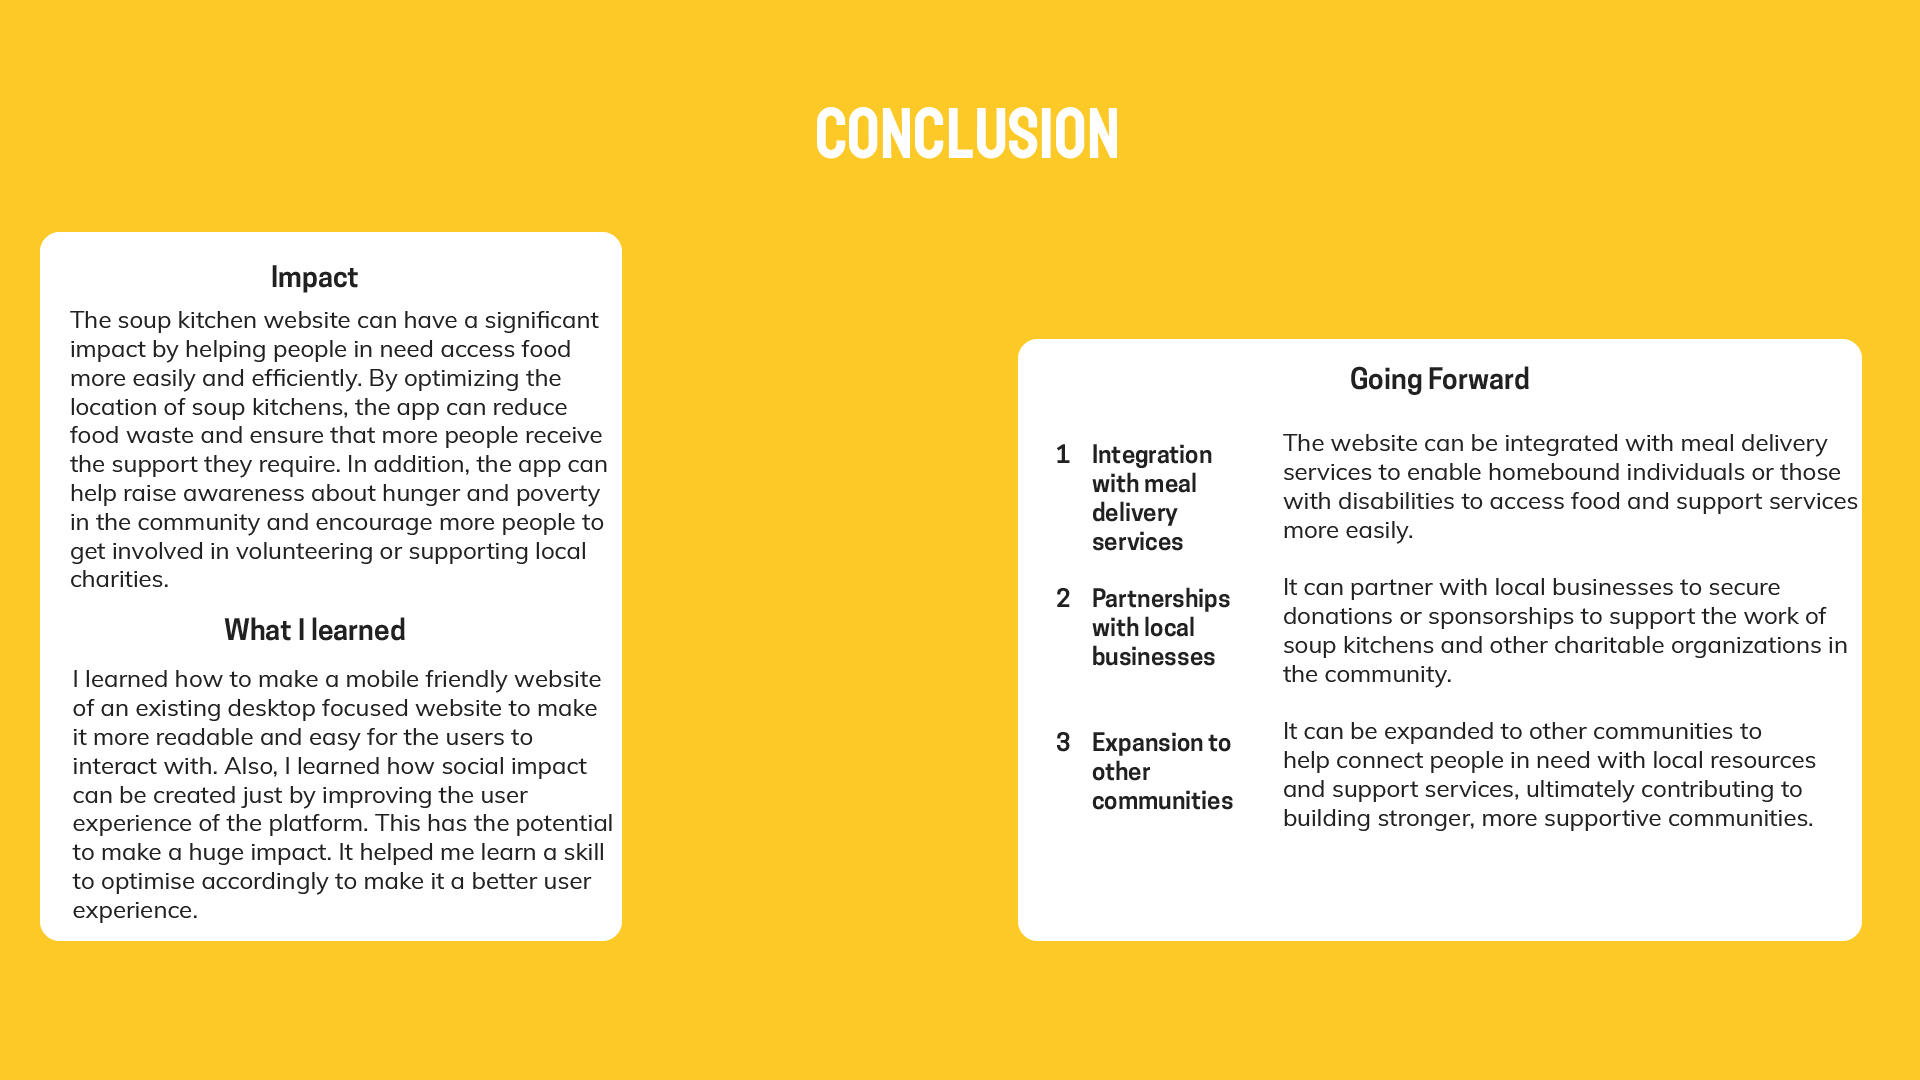 CONCLUSION
Impact
The soup kitchen website can have a significant
impact by helping people in need access food
more easily and efficiently. By optimizing the
location of soup kitchens, the app can reduce
food waste and ensure that more people receive
the support they require. In addition, the app can
help raise awareness about hunger and poverty
in the community and encourage more people to
get involved in volunteering or supporting local
charities.
What I learned
I learned how to make a mobile friendly website
of an existing desktop focused website to make
it more readable and easy for the users to
interact with. Also, I learned how social impact
can be created just by improving the user
experience of the platform. This has the potential
to make a huge impact. It helped me learn a skill
to optimise accordingly to make it a better user
experience.
Going Forward
1 Integration
with meal
delivery
services
The website can be integrated with meal delivery
services to enable homebound individuals or those
with disabilities to access food and support services
more easily.
2 Partnerships
with local
businesses
It can partner with local businesses to secure
donations or sponsorships to support the work of
soup kitchens and other charitable organizations in
the community.
3 Expansion to
other
communities
It can be expanded to other communities to
help connect people in need with local resources
and support services, ultimately contributing to
building stronger, more supportive communities.